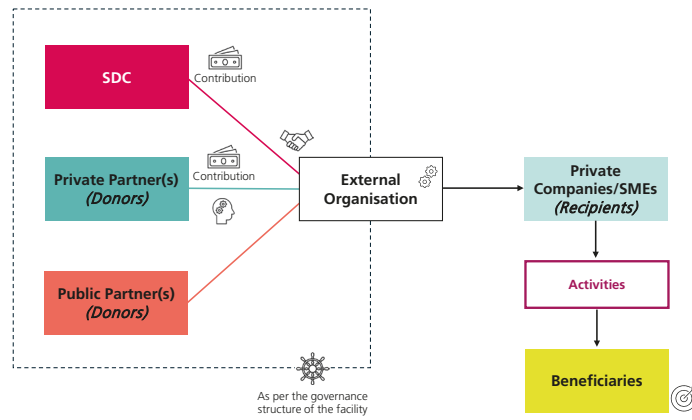 SDC
Contribution
Contribution
Private Partner(s)
(Donors)
External
Organisation
Private
Companies/SMEs
(Recipients)
Public Partner(s)
(Donors)
Activities
Beneficiaries
As per the governance
structure of the facility